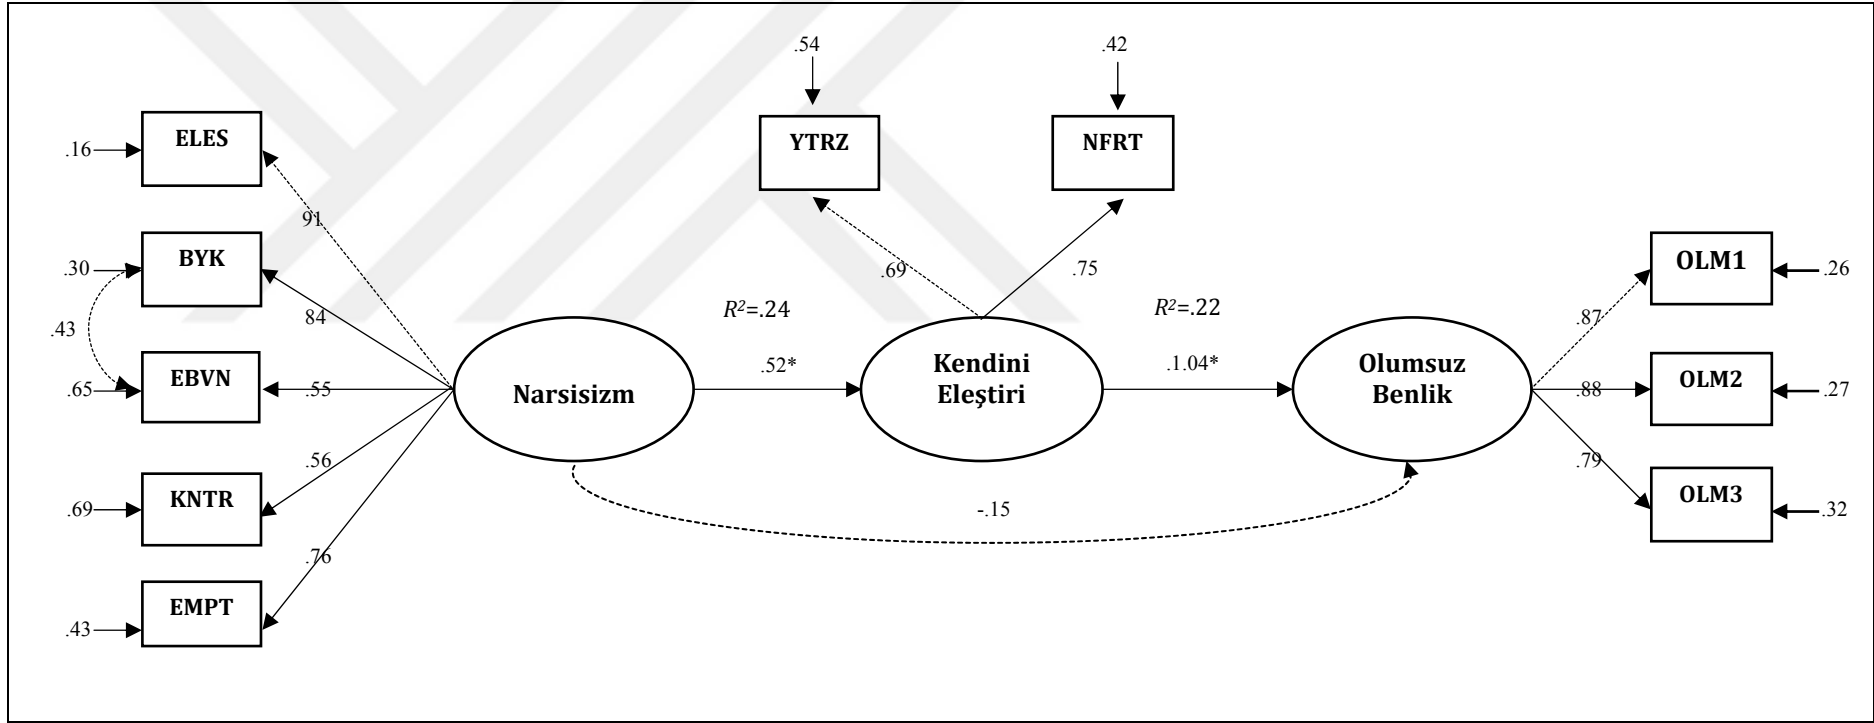 .54
.42
ELES
YTRZ
NFRT
.16
91
BYK
OLM1
.30
.69
.75
.26
.43
84
R²=.24
R²=.22
.87
EBVN
.65
.55
Narsisizm
.52*
Kendini
Eleştiri
.1.04*
Olumsuz
Benlik
.88
OLM2
.27
.56
.79
KNTR
.69
-.15
OLM3
.32
.76
EMPT
.43